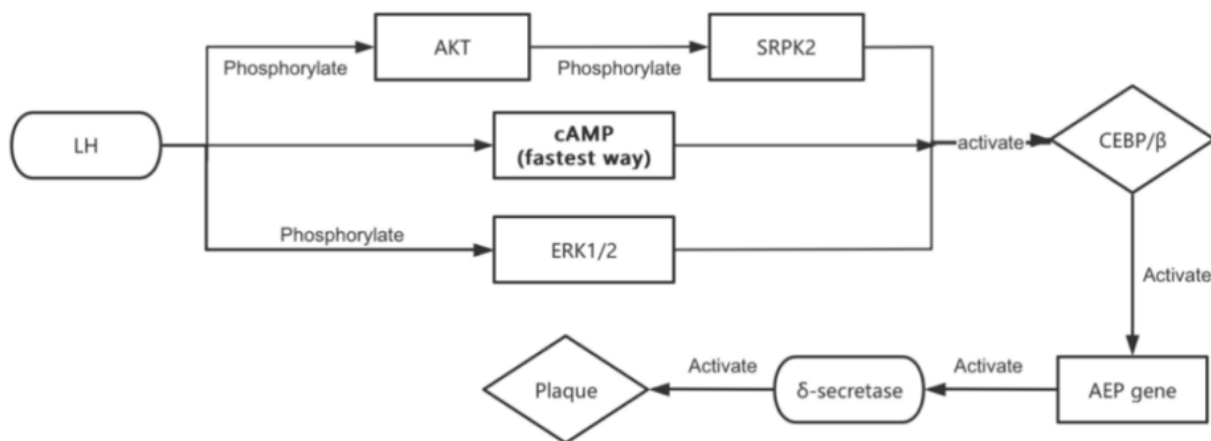 AKT
SRPK2
Phosphorylate
Phosphorylate
LH
cAMP
(fastest way)
activate
CEBP/β
Phosphorylate
ERK1/2
Activate
Plaque
Activate
δ-secretase
Activate
AEP gene